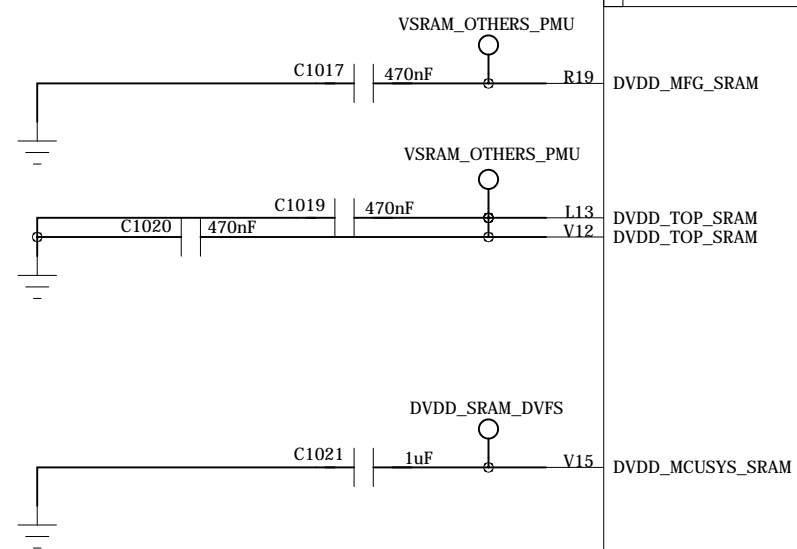 VSRAM_OTHERS_PMU
C1017 470nF R19 DVDD_MFG_SRAM
VSRAM_OTHERS_PMU
C1019 470nF L13 DVDD_TOP_SRAM
C1020 470nF V12 DVDD_TOP_SRAM
DVDD_SRAM_DVFS
C1021 1uF V15 DVDD_MCUSYS_SRAM